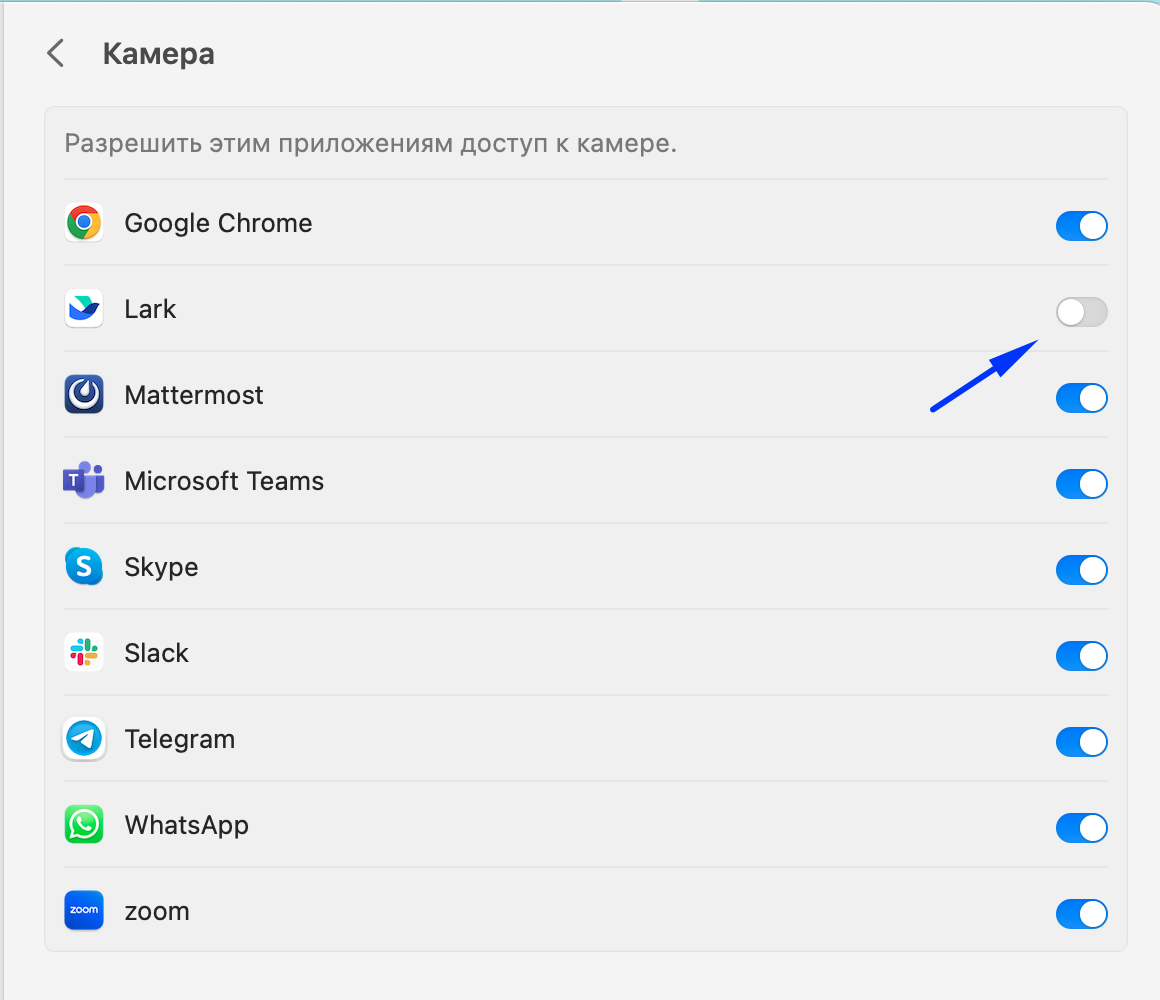 Камера
Разрешить этим приложениям доступ к камере.
Google Chrome
Lark
Mattermost
T Microsoft Teams
S Skype
Slack
Telegram
WhatsApp
zoom zoom